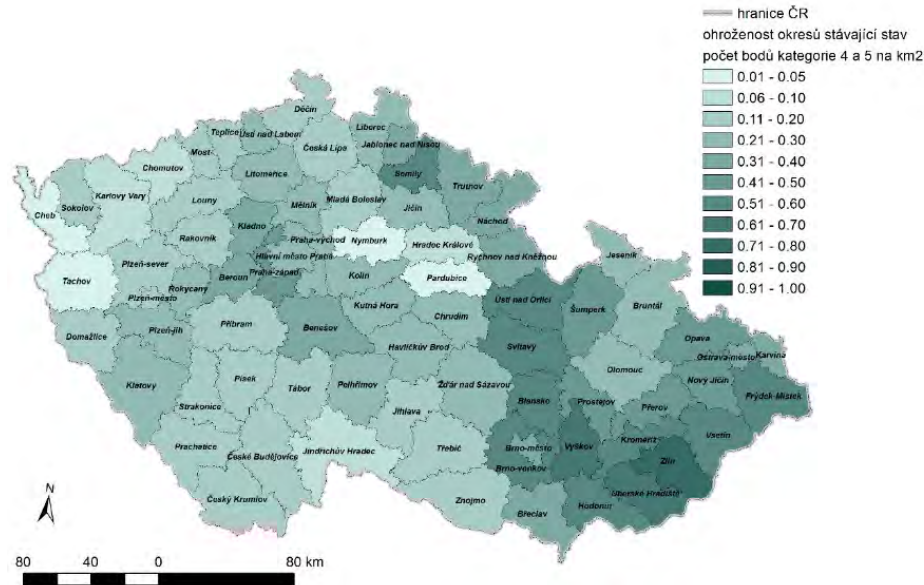 hranice ČR
ohroženost okresů stávající stav
počet bodů kategorie 4 a 5 na km2
0.01 - 0.05
0.06 - 0.10
0.11 - 0.20
0.21 - 0.30
0.31 - 0.40
0.41 - 0.50
0.51 - 0.60
0.61 - 0.70
0.71 - 0.80
0.81 - 0.90
0.91 - 1.00
Děčín
Teplice
Ústí nad Labem
Liberec
Most
Česká Lípa
Jablonec nad Nisou
Chomutov
Litoměřice
Semily
Trutnov
Karlovy Vary
Louny
Mělník
Mladá Boleslav
Jičín
Cheb
Sokolov
Náchod
Rakovník
Kladno
Praha-východ
Nymburk
Hradec Králové
Hlavní město Praha
Rychnov nad Kněžnou
Jeseník
Plzeň-sever
Praha-západ
Tachov
Rokycany
Beroun
Kolín
Pardubice
Plzeň-město
Ústí nad Orlicí
Šumperk
Bruntál
Kutná Hora
Chrudim
Domažlice
Plzeň-jih
Příbram
Benešov
Svitavy
Opava
Havlíčkův Brod
Ostrava-město
Karviná
Olomouc
Klatovy
Písek
Tábor
Pelhřimov
Žďár nad Sázavou
Nový Jičín
Frýdek-Místek
Strakonice
Jihlava
Blansko
Prostějov
Přerov
Prachatice
České Budějovice
Jindřichův Hradec
Třebíč
Brno-město
Vyškov
Kroměříž
Vsetín
Brno-venkov
Zlín
Český Krumlov
Znojmo
Uherské Hradiště
Břeclav
Hodonín
N
80 40 0 80 km